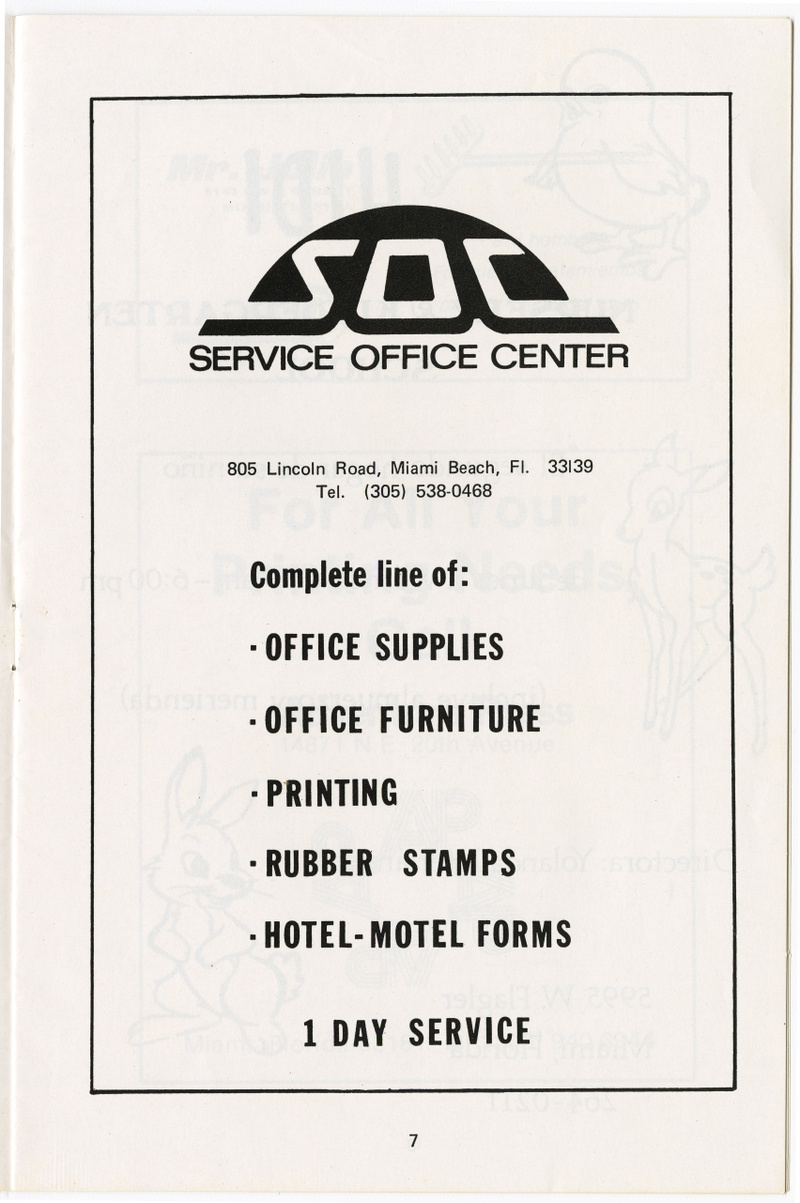 SOC
SERVICE OFFICE CENTER
805 Lincoln Road, Miami Beach, Fl. 33139
Tel. (305) 538-0468
Complete line of:
· OFFICE SUPPLIES
· OFFICE FURNITURE
· PRINTING
· RUBBER STAMPS
· HOTEL-MOTEL FORMS
1 DAY SERVICE
7